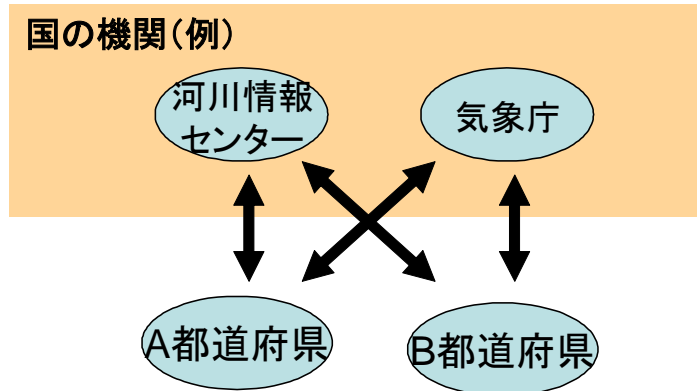 国の機関（例）
河川情報
センター
気象庁
A都道府県
B都道府県